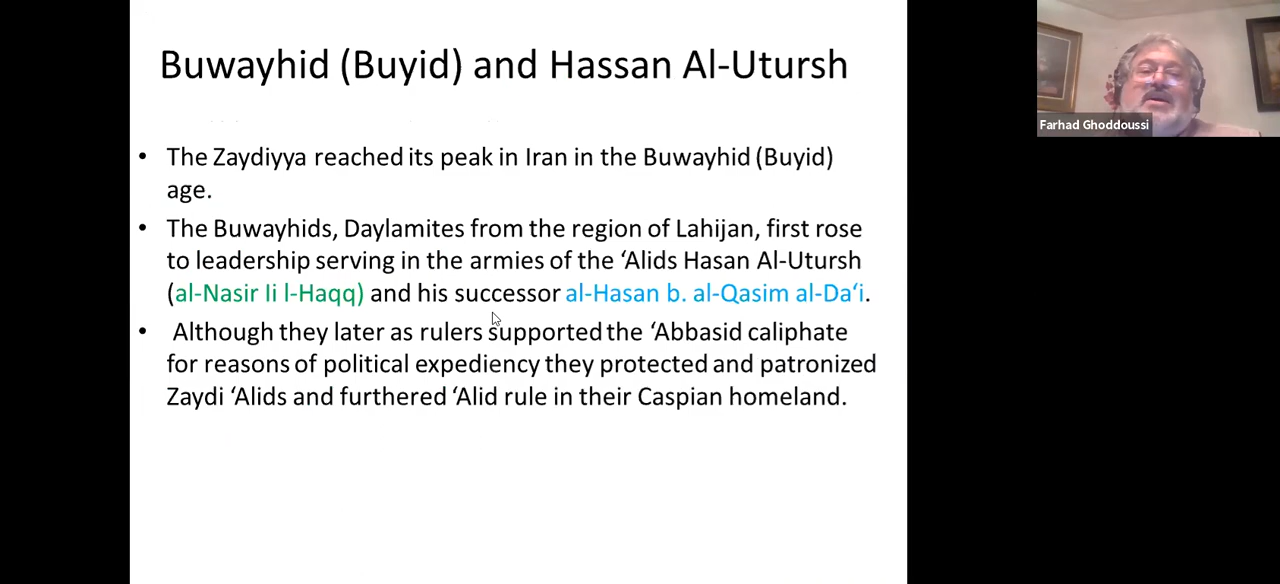 Buwayhid (Buyid) and Hassan Al-Utursh
• The Zaydiyya reached its peak in Iran in the Buwayhid (Buyid)
age.
• The Buwayhids, Daylamites from the region of Lahijan, first rose
to leadership serving in the armies of the ‘Alids Hasan Al-Utursh
(al-Nasir Ii l-Haqq) and his successor al-Hasan b. al-Qasim al-Da‘i.
• Although they later as rulers supported the ‘Abbasid caliphate
for reasons of political expediency they protected and patronized
Zaydi ‘Alids and furthered ‘Alid rule in their Caspian homeland.
Farhad Ghoddoussi